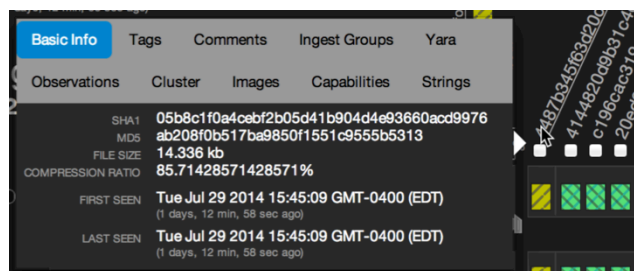 Basic Info Tags Comments Ingest Groups Yara
Observations Cluster Images Capabilities Strings
SHA1 05b8c1f0a4cebf2b05d41b904d4e93660acd9976
MD5 ab208f0b517ba9850f1551c9555b5313
FILE SIZE 14.336 kb
COMPRESSION RATIO 85.71428571428571%
FIRST SEEN Tue Jul 29 2014 15:45:09 GMT-0400 (EDT)
(1 days, 12 min, 58 sec ago)
LAST SEEN Tue Jul 29 2014 15:45:09 GMT-0400 (EDT)
(1 days, 12 min, 58 sec ago)